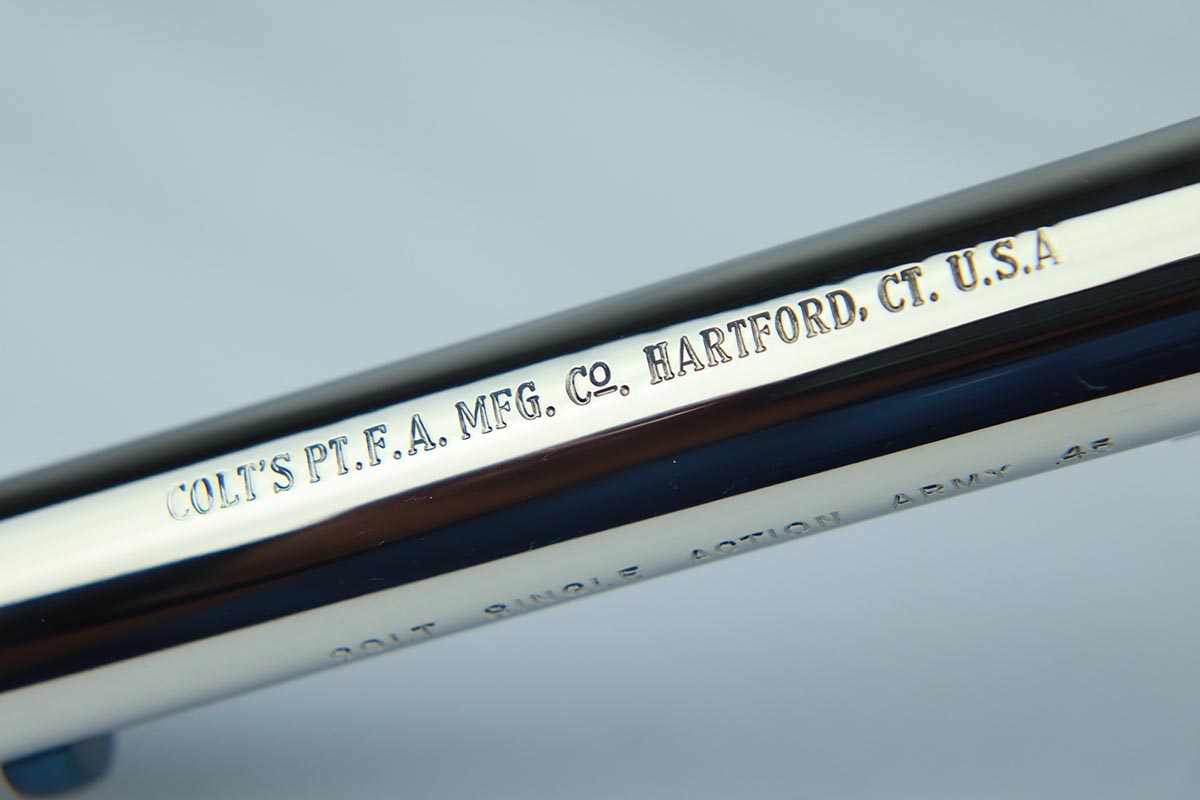 COLT'S PT. F. A. MFG. Co. HARTFORD, CT. U.S.A
COLT SINGLE ACTION ARMY .45